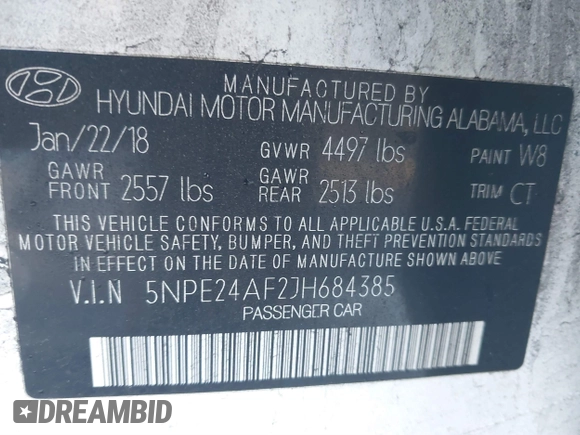 MANUFACTURED BY
HYUNDAI MOTOR MANUFACTURING ALABAMA, LLC
Jan/22/18 GVWR 4497 lbs PAINT W8
GAWR FRONT 2557 lbs GAWR REAR 2513 lbs TRIM CT
THIS VEHICLE CONFORMS TO ALL APPLICABLE U.S.A. FEDERAL
MOTOR VEHICLE SAFETY, BUMPER, AND THEFT PREVENTION STANDARDS
IN EFFECT ON THE DATE OF MANUFACTURE SHOWN ABOVE
V.I.N 5NPE24AF2JH684385
PASSENGER CAR
DREAMBID